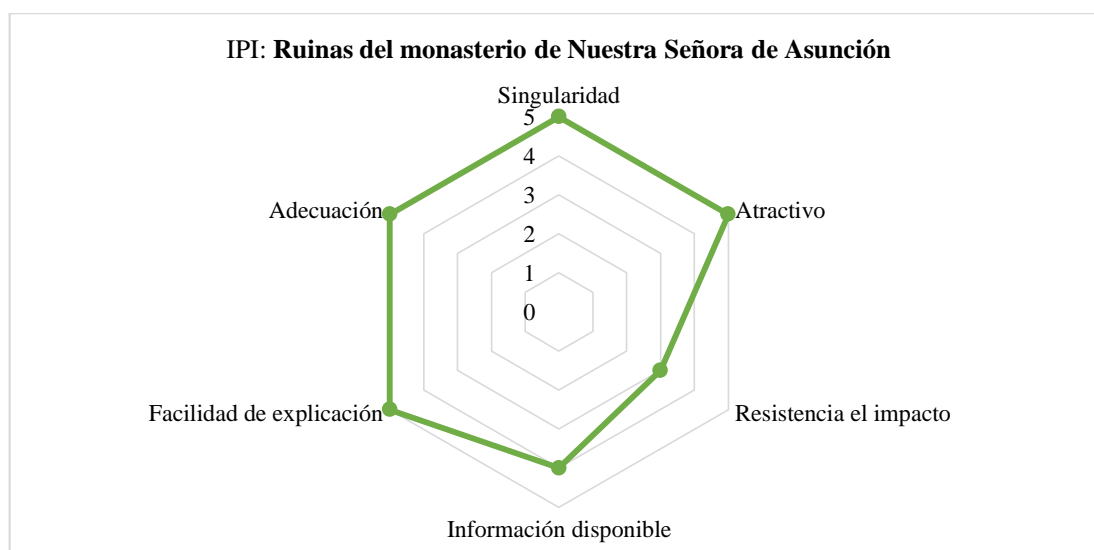 IPI: Ruinas del monasterio de Nuestra Señora de Asunción
Singularidad
5
4
3
2
1
0
Adecuación
Atractivo
Facilidad de explicación
Resistencia el impacto
Información disponible